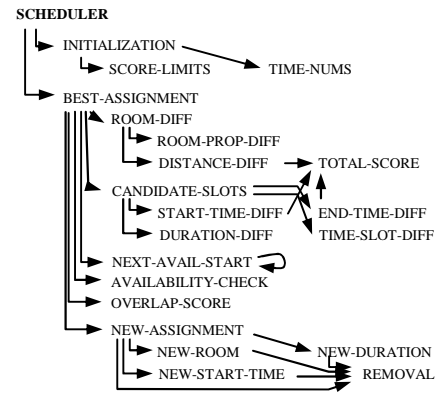 SCHEDULER
INITIALIZATION
SCORE-LIMITS TIME-NUMS
BEST-ASSIGNMENT
ROOM-DIFF
ROOM-PROP-DIFF
DISTANCE-DIFF TOTAL-SCORE
CANDIDATE-SLOTS
START-TIME-DIFF END-TIME-DIFF
DURATION-DIFF TIME-SLOT-DIFF
NEXT-AVAIL-START
AVAILABILITY-CHECK
OVERLAP-SCORE
NEW-ASSIGNMENT
NEW-ROOM NEW-DURATION
NEW-START-TIME REMOVAL